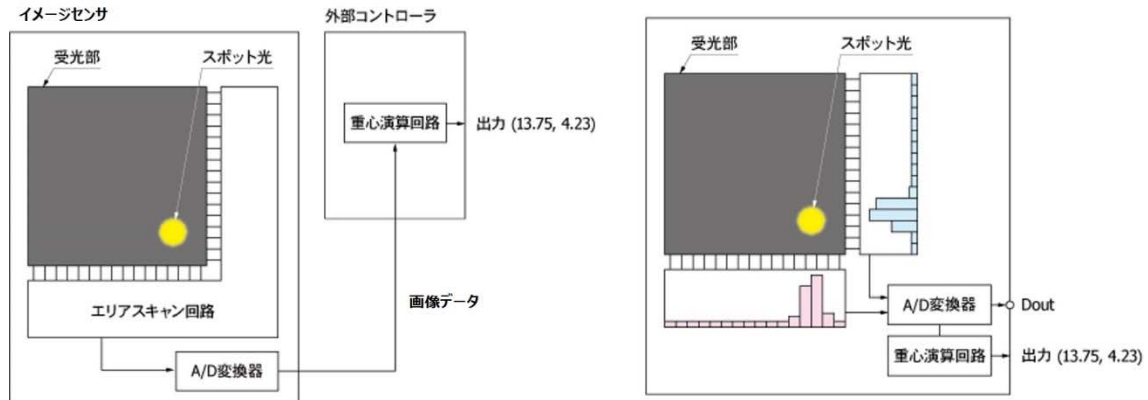 イメージセンサ
外部コントローラ
受光部
スポット光
重心演算回路
出力 (13.75, 4.23)
エリアスキャン回路
画像データ
A/D変換器
受光部
スポット光
A/D変換器
Dout
重心演算回路
出力 (13.75, 4.23)